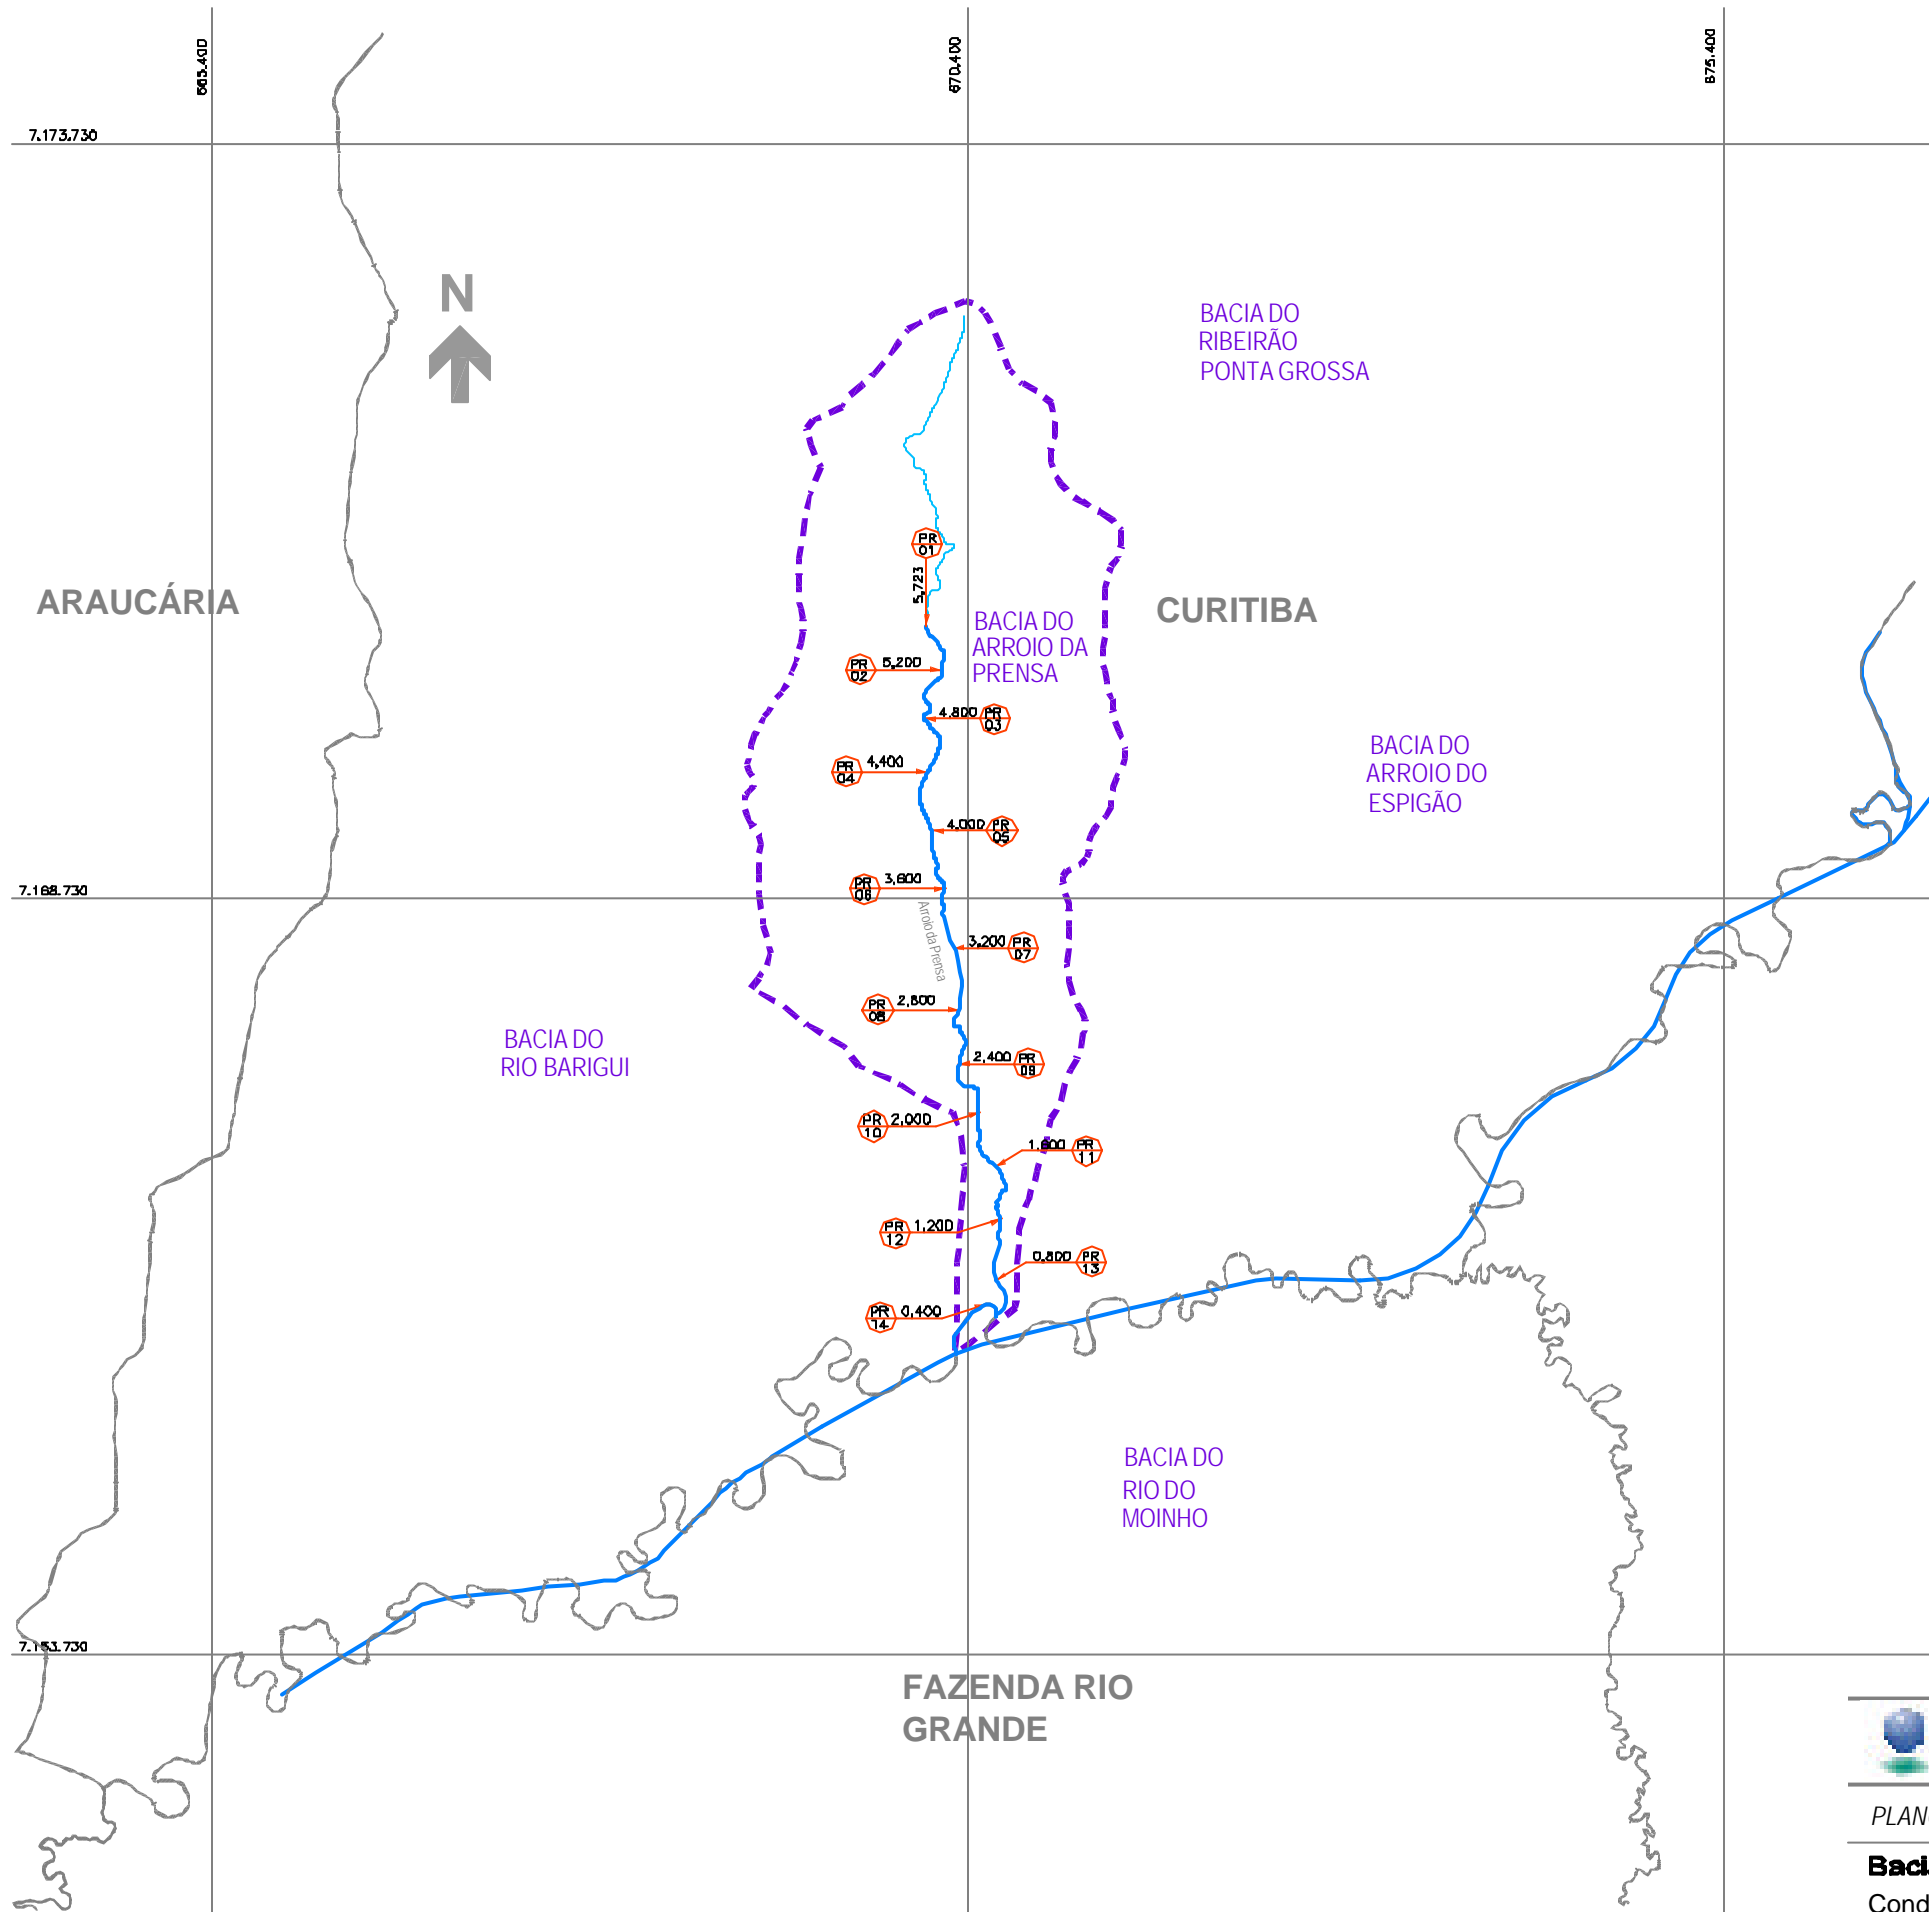 665.400
670.400
675.400
7.173.730
N
BACIA DO
RIBEIRÃO
PONTA GROSSA
PR
01
5,723
ARAUCÁRIA
CURITIBA
BACIA DO
ARROIO DA
PRENSA
PR
02
5,200
4,800
PR
03
PR
04
4,400
BACIA DO
ARROIO DO
ESPIGÃO
4,000
PR
05
7.168.730
PR
06
3,600
Arroio da Prensa
3,200
PR
07
PR
08
2,800
BACIA DO
RIO BARIGUI
2,400
PR
09
PR
10
2,000
1,600
PR
11
PR
12
1,200
0,800
PR
13
PR
14
0,400
BACIA DO
RIO DO
MOINHO
7.163.730
FAZENDA RIO
GRANDE
PLAN
Baci
Cond